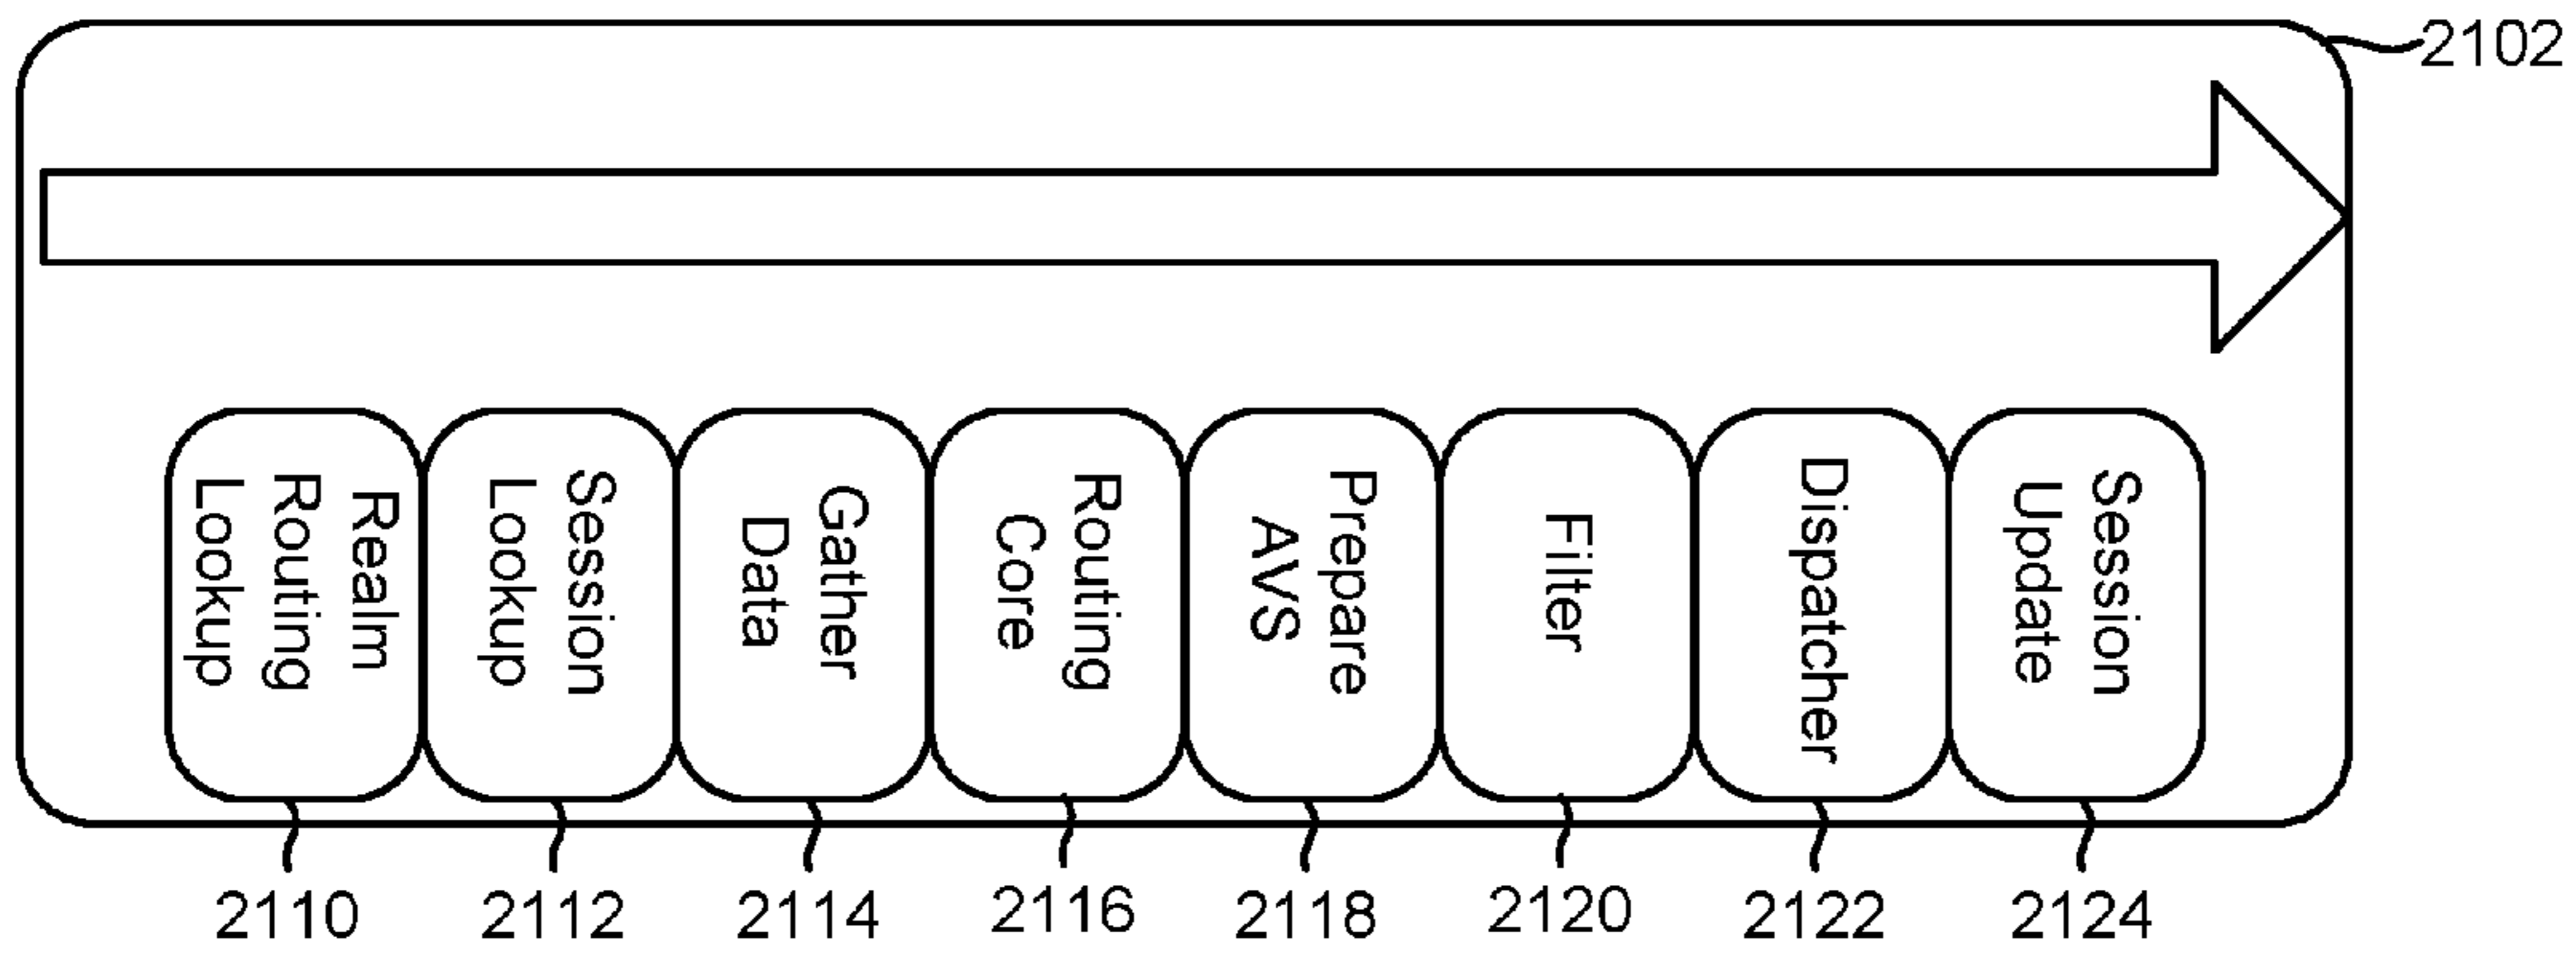 2102
Realm
Routing
Lookup
Session
Lookup
Gather
Data
Routing
Core
Prepare
AVS
Filter
Dispatcher
Session
Update
2110
2112
2114
2116
2118
2120
2122
2124